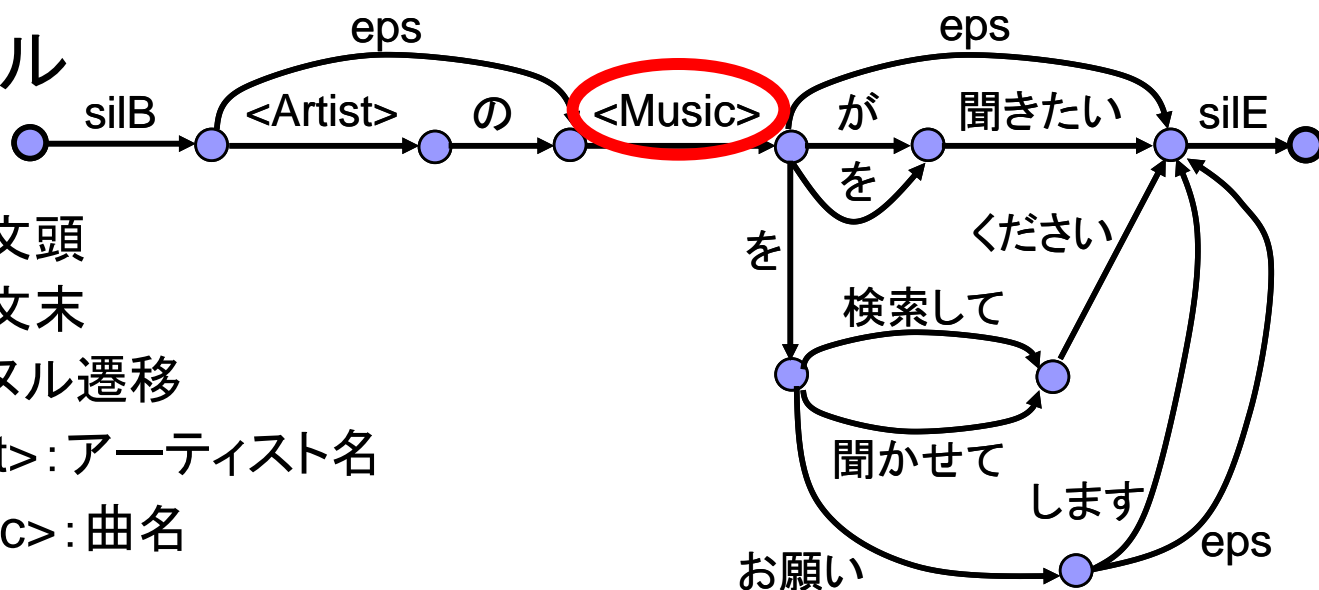 ル
eps
eps
silB
<Artist>
の
<Music>
が
聞きたい
silE
を
を
ください
文頭
文末
検索して
ヌル遷移
聞かせて
t>:アーティスト名
します
c>:曲名
eps
お願い